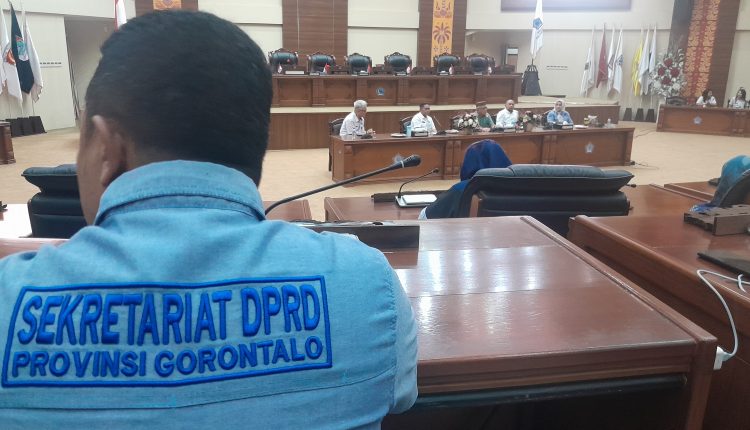 SEKRETARIAT DPRD
PROVINSI GORONTALO